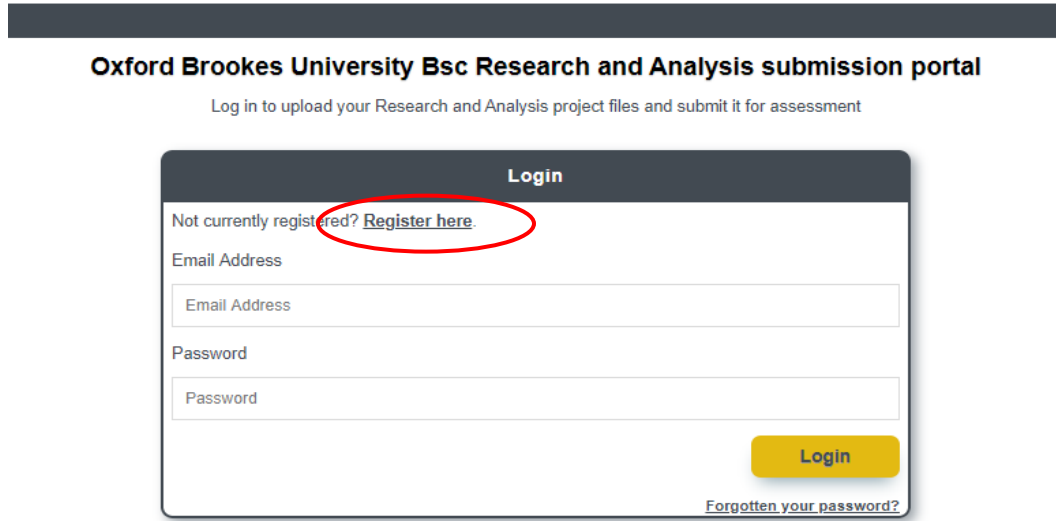 Oxford Brookes University Bsc Research and Analysis submission portal
Log in to upload your Research and Analysis project files and submit it for assessment
Login
Not currently registered? Register here.
Email Address
Email Address
Password
Password
Login
Forgotten your password?